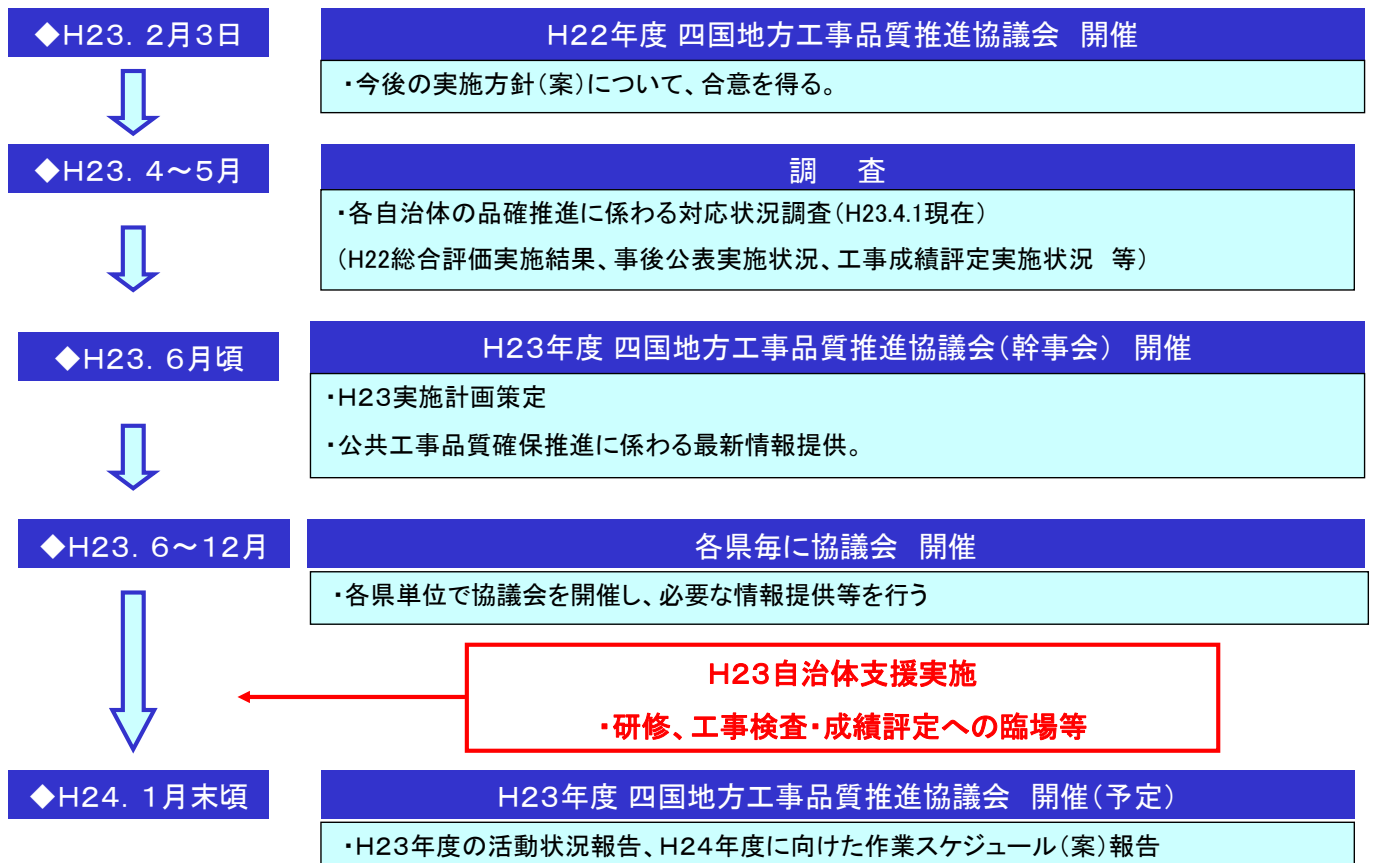 ◆H23. 2月3日
H22年度 四国地方工事品質推進協議会 開催
・今後の実施方針(案)について、合意を得る。
◆H23. 4~5月
調 査
・各自治体の品確推進に係わる対応状況調査(H23.4.1現在)
(H22総合評価実施結果、事後公表実施状況、工事成績評定実施状況 等)
◆H23. 6月頃
H23年度 四国地方工事品質推進協議会(幹事会) 開催
・H23実施計画策定
・公共工事品質確保推進に係わる最新情報提供。
◆H23. 6~12月
各県毎に協議会 開催
・各県単位で協議会を開催し、必要な情報提供等を行う
H23自治体支援実施
・研修、工事検査・成績評定への臨場等
◆H24. 1月末頃
H23年度 四国地方工事品質推進協議会 開催(予定)
・H23年度の活動状況報告、H24年度に向けた作業スケジュール(案)報告